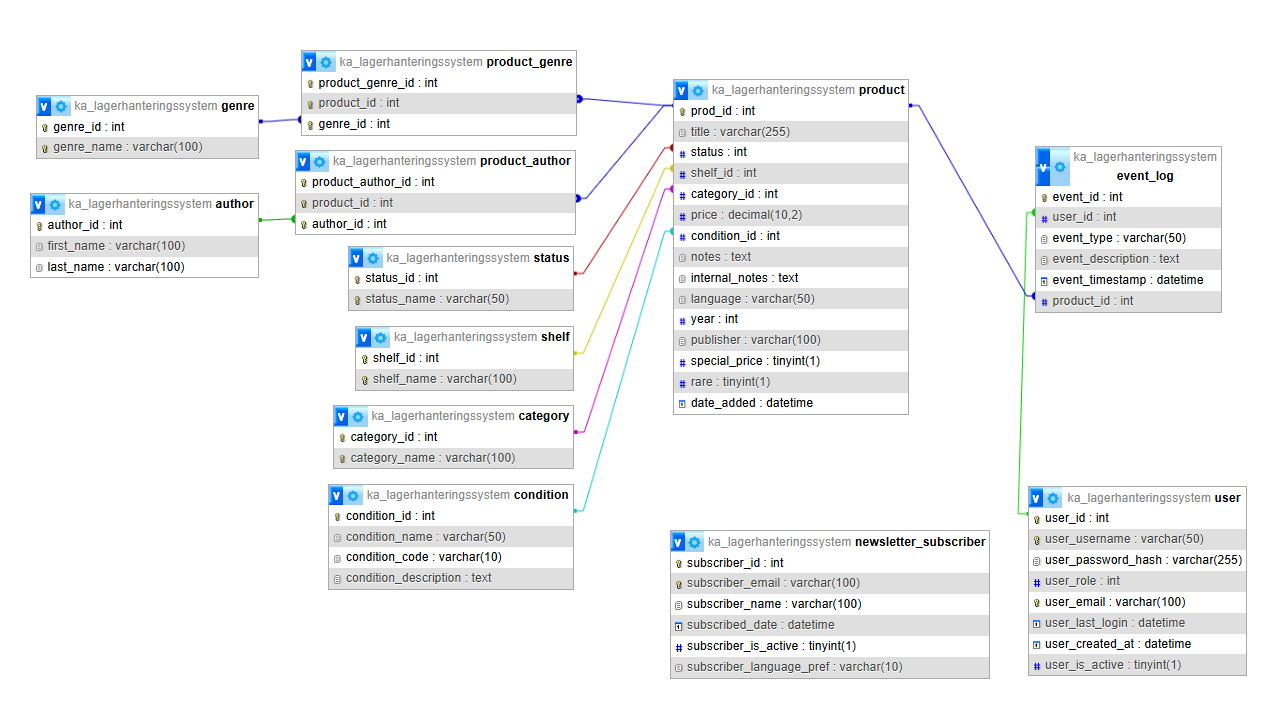 ka_lagerhanteringssystem genre
genre_id : int
genre_name : varchar(100)
ka_lagerhanteringssystem author
author_id : int
first_name : varchar(100)
last_name : varchar(100)
ka_lagerhanteringssystem product_genre
product_genre_id : int
product_id : int
genre_id : int
ka_lagerhanteringssystem product_author
product_author_id : int
product_id : int
author_id : int
ka_lagerhanteringssystem status
status_id : int
status_name : varchar(50)
ka_lagerhanteringssystem shelf
shelf_id : int
shelf_name : varchar(100)
ka_lagerhanteringssystem category
category_id : int
category_name : varchar(100)
ka_lagerhanteringssystem condition
condition_id : int
condition_name : varchar(50)
condition_code : varchar(10)
condition_description : text
ka_lagerhanteringssystem product
prod_id : int
title : varchar(255)
status : int
shelf_id : int
category_id : int
price : decimal(10,2)
condition_id : int
notes : text
internal_notes : text
language : varchar(50)
year : int
publisher : varchar(100)
special_price : tinyint(1)
rare : tinyint(1)
date_added : datetime
ka_lagerhanteringssystem newsletter_subscriber
subscriber_id : int
subscriber_email : varchar(100)
subscriber_name : varchar(100)
subscribed_date : datetime
subscriber_is_active : tinyint(1)
subscriber_language_pref : varchar(10)
ka_lagerhanteringssystem
event_log
event_id : int
user_id : int
event_type : varchar(50)
event_description : text
event_timestamp : datetime
product_id : int
ka_lagerhanteringssystem user
user_id : int
user_username : varchar(50)
user_password_hash : varchar(255)
user_role : int
user_email : varchar(100)
user_last_login : datetime
user_created_at : datetime
user_is_active : tinyint(1)